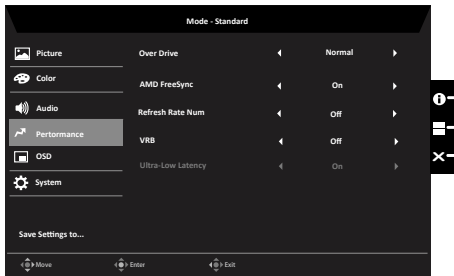 Mode - Standard
Picture
Over Drive Normal
Color
AMD FreeSync On
Audio
Refresh Rate Num Off
Pertormance
VRB Off
OSD
Ultra-Low Latency On
System
Save Settings to...
Move Enter Exit